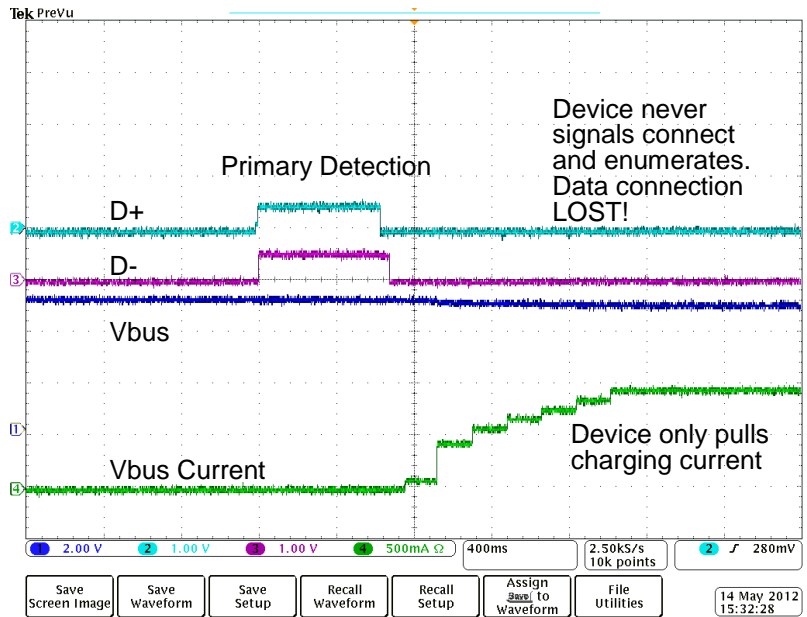 Tek PreVu
Device never
signals connect
and enumerates.
Data connection
LOST!
Primary Detection
D+
2
D-
3
Vbus
1
Device only pulls
charging current
Vbus Current
4
1 2.00 V 2 1.00 V 3 1.00 V 4 500mA Ω 400ms 2.50kS/s 2 280mV
10k points
Save
Screen Image
Save
Waveform
Save
Setup
Recall
Waveform
Recall
Setup
Assign
Save to
Waveform
File
Utilities
14 May 2012
15:32:28